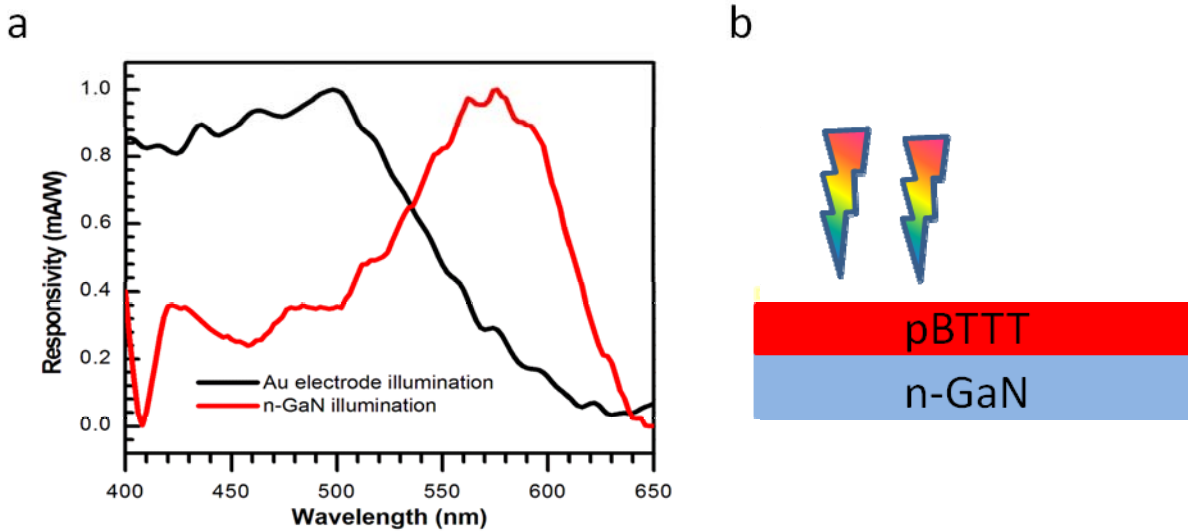 a
b
Responsivity (mA/W)
1.0
0.8
0.6
0.4
0.2
0.0
Au electrode illumination
n-GaN illumination
400 450 500 550 600 650
Wavelength (nm)
pBTTT
n-GaN